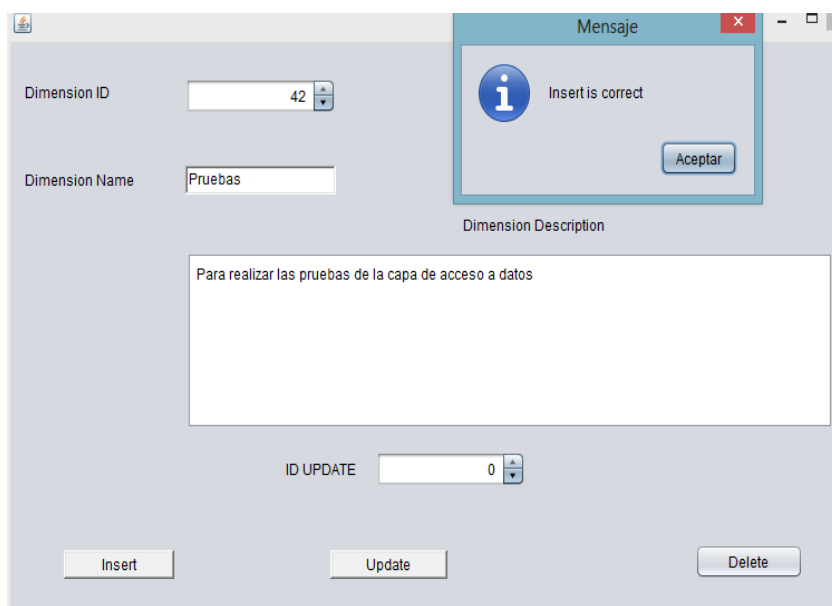 Mensaje
Insert is correct
Aceptar
Dimension ID
42
Dimension Name
Pruebas
Dimension Description
Para realizar las pruebas de la capa de acceso a datos
ID UPDATE
0
Insert
Update
Delete